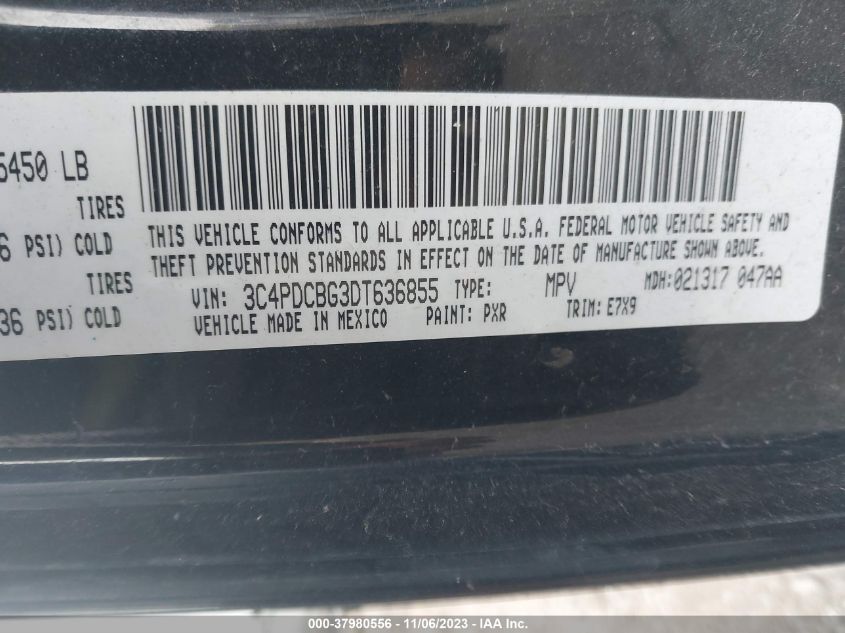 5450 LB
TIRES
6 PSI) COLD
TIRES
36 PSI) COLD
THIS VEHICLE CONFORMS TO ALL APPLICABLE U.S.A. FEDERAL MOTOR VEHICLE SAFETY AND
THEFT PREVENTION STANDARDS IN EFFECT ON THE DATE OF MANUFACTURE SHOWN ABOVE.
VIN: 3C4PDCBG3DT636855 TYPE: MPV MDH:021317 047AA
VEHICLE MADE IN MEXICO PAINT: PXR TRIM: E7X9
000-37980556 - 11/06/2023 - IAA Inc.